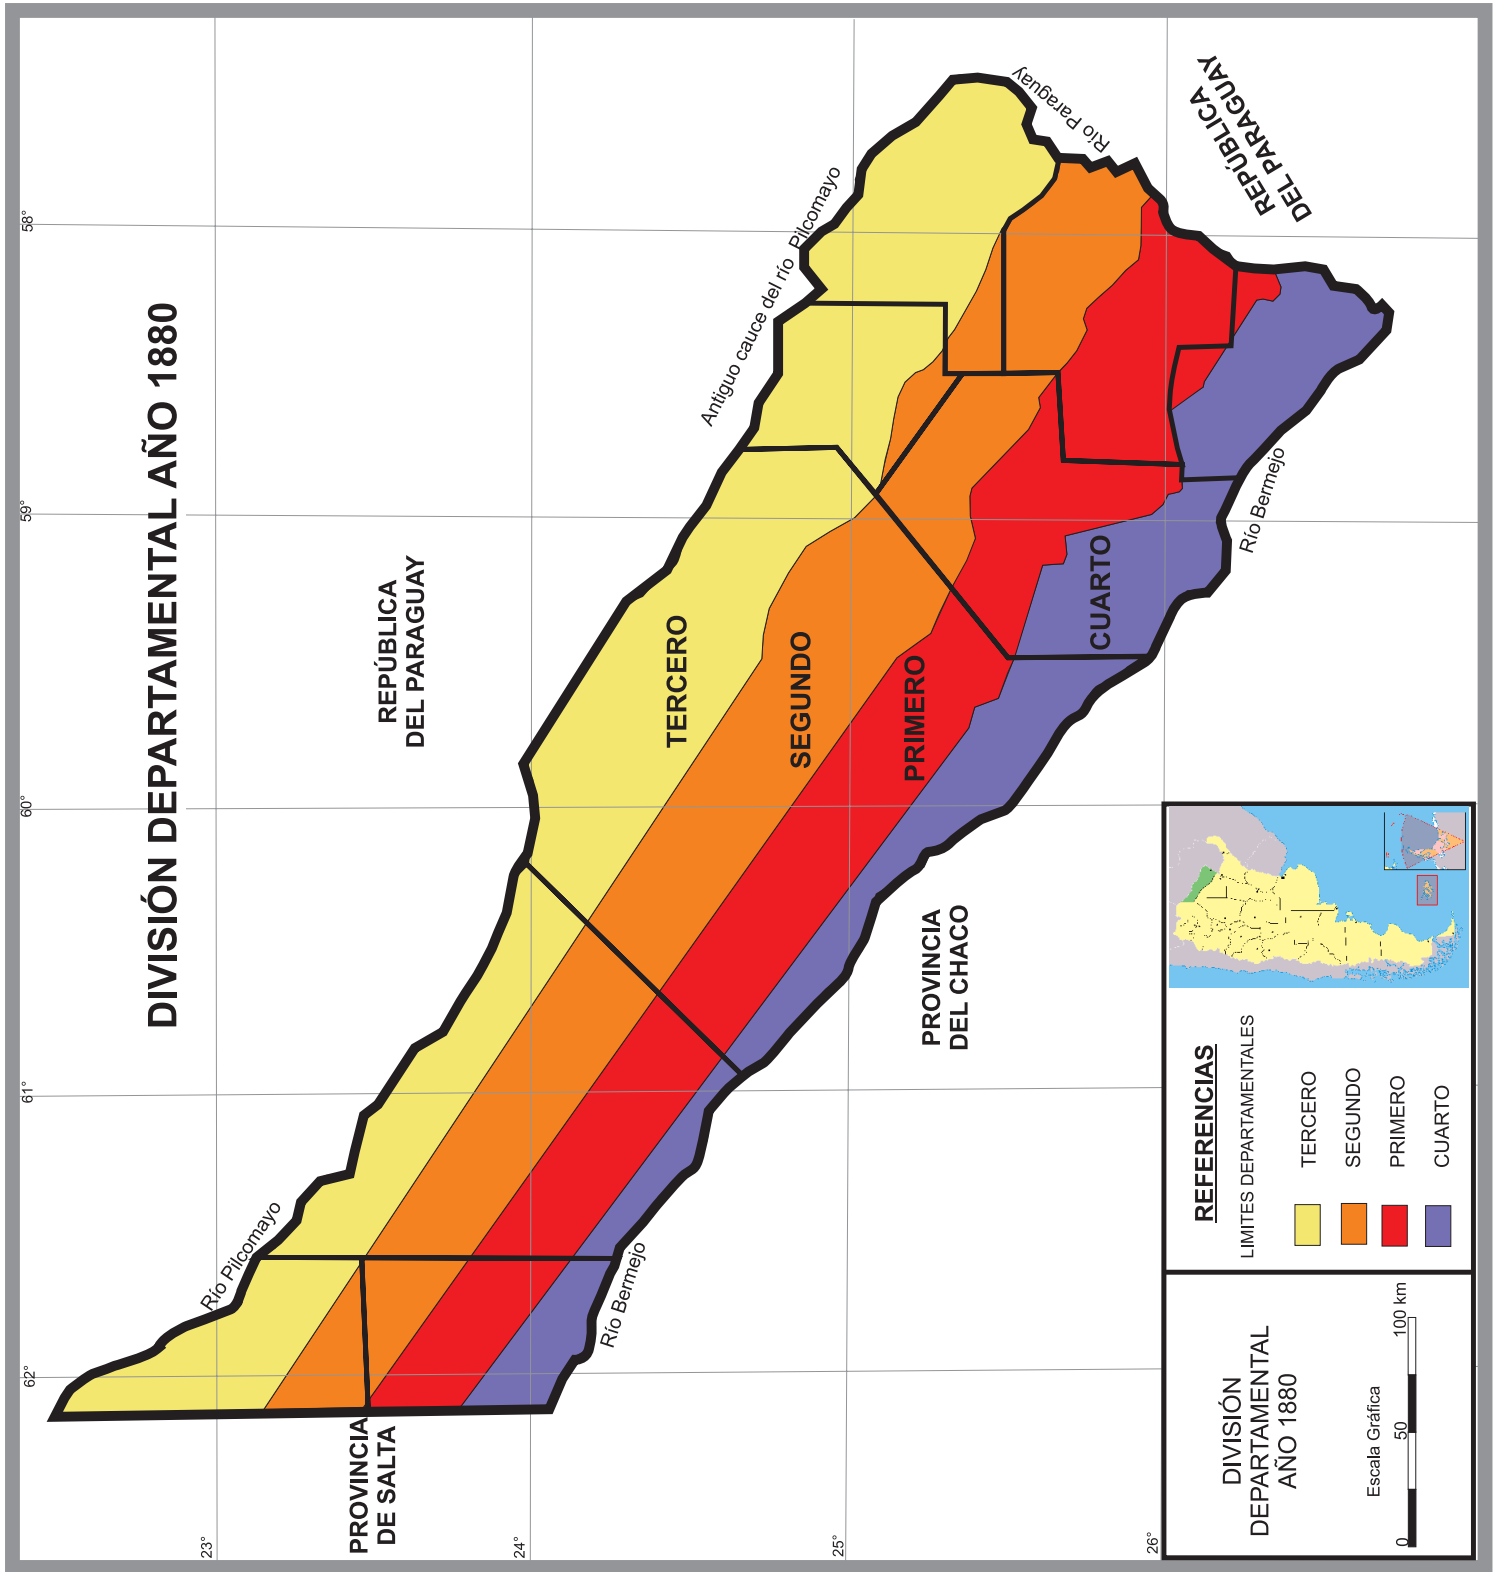 DIVISIÓN DEPARTAMENTAL AÑO 1880
58°
59°
60°
61°
62°
23°
24°
25°
26°
REPÚBLICA
DEL PARAGUAY
REPÚBLICA
DEL PARAGUAY
Río Paraguay
Antiguo cauce del río Pilcomayo
Río Pilcomayo
Río Bermejo
Río Bermejo
TERCERO
SEGUNDO
PRIMERO
CUARTO
PROVINCIA
DEL CHACO
PROVINCIA
DE SALTA
REFERENCIAS
LIMITES DEPARTAMENTALES
TERCERO
SEGUNDO
PRIMERO
CUARTO
DIVISIÓN
DEPARTAMENTAL
AÑO 1880
Escala Gráfica
0 50 100 km